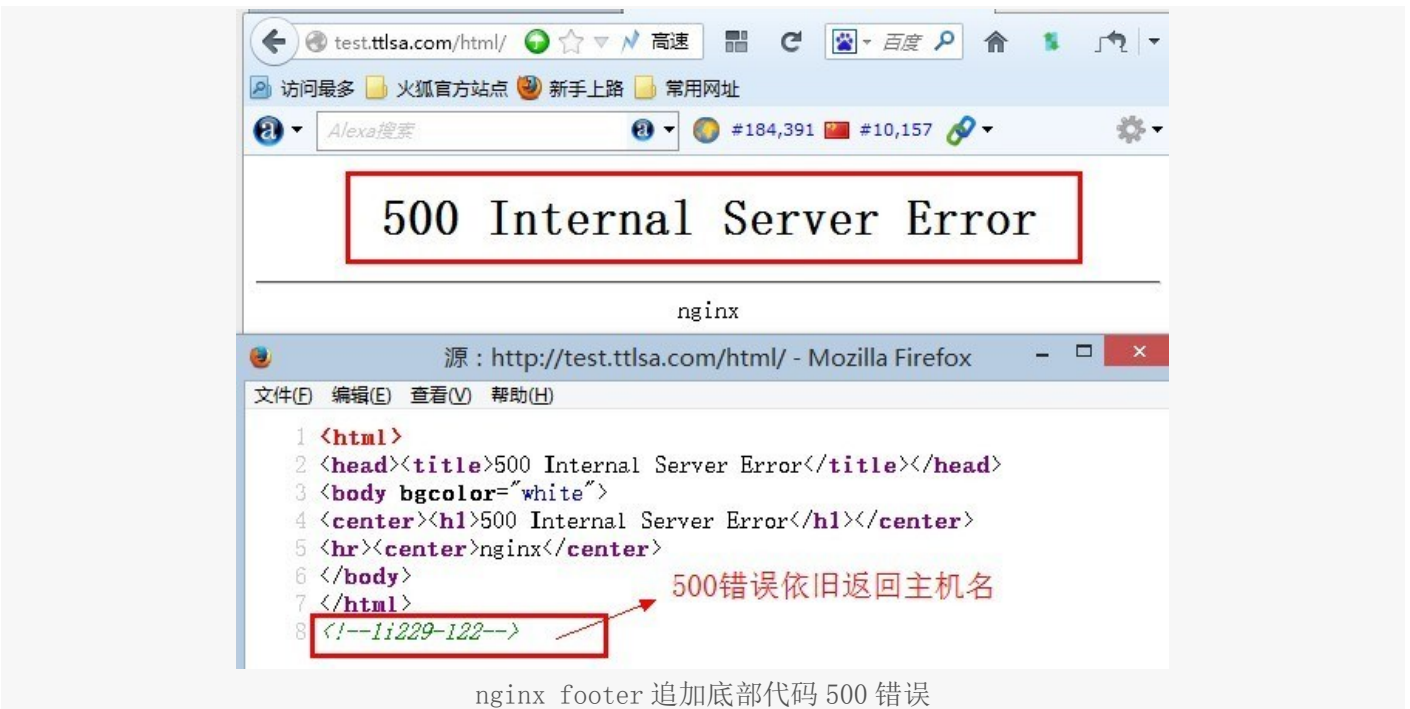 test.ttlsa.com/html/ 高速 百度
访问最多 火狐官方站点 新手上路 常用网址
Alexa搜索 #184,391 #10,157
500 Internal Server Error
nginx
源 : http://test.ttlsa.com/html/ - Mozilla Firefox
文件(F) 编辑(E) 查看(V) 帮助(H)
1 <html>
2 <head><title>500 Internal Server Error</title></head>
3 <body bgcolor="white">
4 <center><h1>500 Internal Server Error</h1></center>
5 <hr><center>nginx</center>
6 </body>
500错误依旧返回主机名
7 </html>
8 <!--li229-122-->
nginx footer 追加底部代码 500 错误